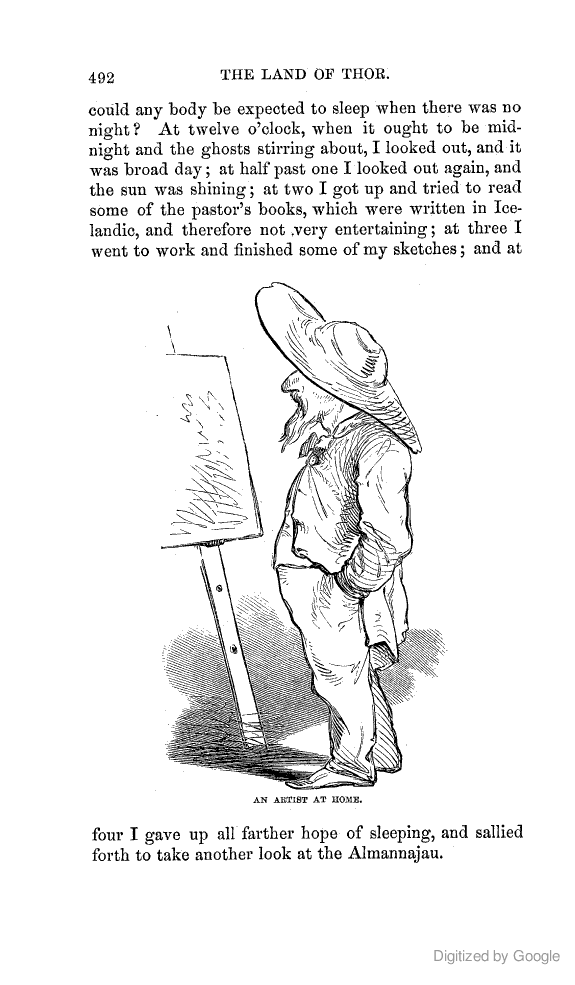 492
THE LAND OF THOR.
could any body be expected to sleep when there was no
night? At twelve o'clock, when it ought to be mid-
night and the ghosts stirring about, I looked out, and it
was broad day; at half past one I looked out again, and
the sun was shining; at two I got up and tried to read
some of the pastor's books, which were written in Ice-
landic, and therefore not very entertaining; at three I
went to work and finished some of my sketches; and at
AN ARTIST AT HOME.
four I gave up all farther hope of sleeping, and sallied
forth to take another look at the Almannajau.
Digitized by Google